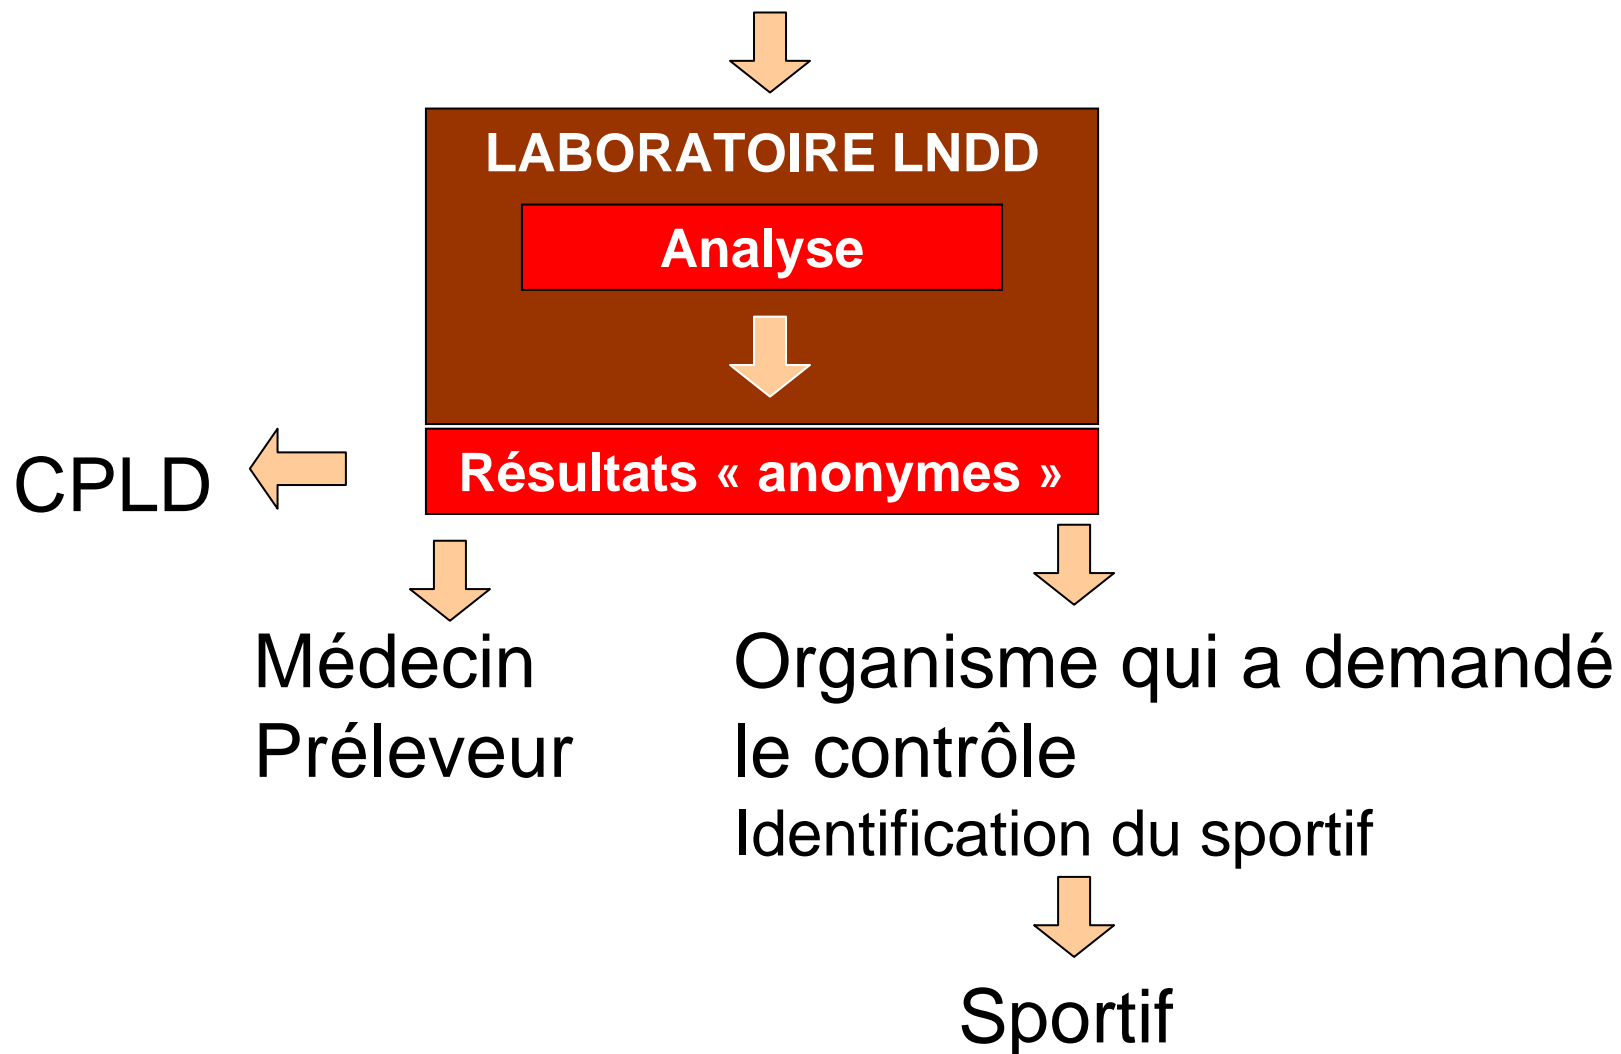 LABORATOIRE LNDD
Analyse
Résultats « anonymes »
CPLD
Médecin
Préleveur
Organisme qui a demandé
le contrôle
Identification du sportif
Sportif